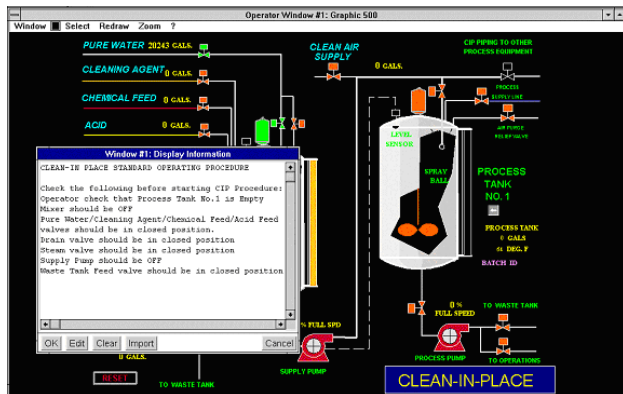 Operator Window #1: Graphic 500
Window Select Redraw Zoom ?
PURE WATER 20243 GALS.
CLEANING AGENT 0 GALS.
CHEMICAL FEED 0 GALS.
ACID 0 GALS.
CLEAN AIR
SUPPLY
0 GALS.
CIP PIPING TO OTHER
PROCESS EQUIPMENT
PROCESS
SUPPLY LINE
AIR PURGE
RELIEF VALVE
LEVEL
SENSOR
SPRAY
BALL
PROCESS
TANK
NO. 1
PROCESS TANK
0 GALS
DEG. F
BATCH ID
Window #1: Display Information
CLEAN-IN PLACE STANDARD OPERATING PROCEDURE
Check the following before starting CIP Procedure:
Operator check that Process Tank No.1 is Empty
Mixer should be OFF
Pure Water/Cleaning Agent/Chemical Feed/Acid Feed
valves should be in closed position.
Drain valve should be in closed position
Steam valve should be in closed position
Supply Pump should be OFF
Waste Tank Feed valve should be in closed position
OK Edit Clear Import Cancel
% FULL SPD
0 GALS.
RESET
TO WASTE TANK
SUPPLY PUMP
0 %
FULL SPEED
PROCESS PUMP
TO WASTE TANK
TO OPERATIONS
CLEAN-IN-PLACE